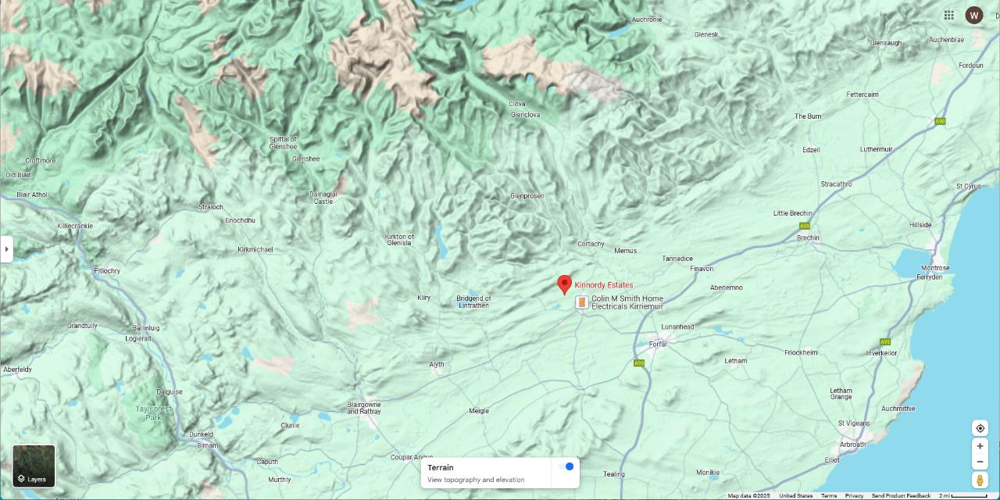 Auchronie
W
D
Glenesk
Glensaugh
Auchenblae
Fordoun
Fettercairn
Clova
Glenclova
The Burn
A90
Spittal of
Glenshee
Edzell
Luthermuir
Glenshee
Croftmore
Old Blair
Stracathro
St Cyrus
Blair Atholl
Dalnaglar
Castle
Glenprosen
Straloch
Little Brechin
Enochdhu
Killiecrankie
A90
Hillside
Kirkton of
Glenisla
Brechin
Cortachy
Memus
Kirkmichael
Tannadice
Finavon
Montrose
Pitlochry
Ferryden
Kinnordy Estates
Aberlemno
Kilry
Bridgend of
Lintrathen
Colin M Smith Home
Electricals Kirriemuir
Grandtully
Ballinluig
Logierait
Lunanhead
Forfar
A92
Friockheim
Inverkeilor
A90
Letham
Alyth
Aberfeldy
Dalguise
Letham
Grange
Tay Forest
Park
Blairgowrie
and Rattray
Meigle
Auchmithie
Clunie
St Vigeans
Dunkeld
Birnam
Arbroath
Elliot
Caputh
Coupar Angus
Terrain
View topography and elevation
Layers
Murthly
Tealing
Monikie
Map data ©2025 United States Terms Privacy Send Product Feedback 2 mi